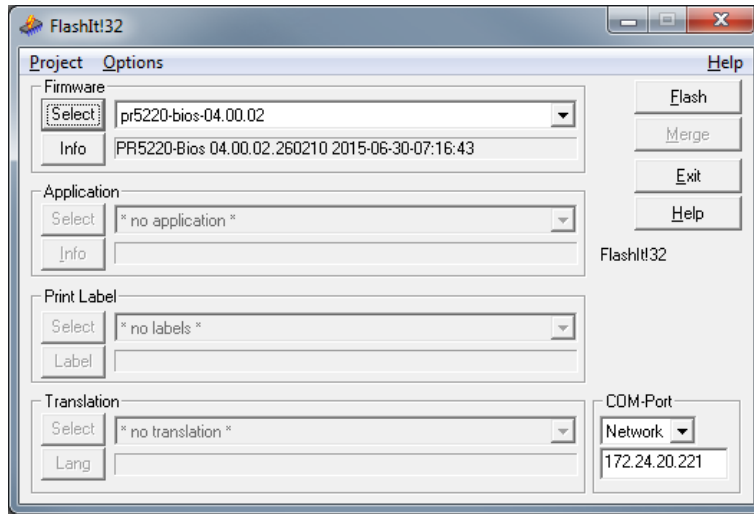 FlashIt!32
Project Options Help
Firmware
Select pr5220-bios-04.00.02
Info PR5220-Bios 04.00.02.260210 2015-06-30-07:16:43
Flash
Merge
Exit
Help
FlashIt!32
Application
Select * no application *
Info
Print Label
Select * no labels *
Label
Translation
Select * no translation *
Lang
COM-Port
Network
172.24.20.221